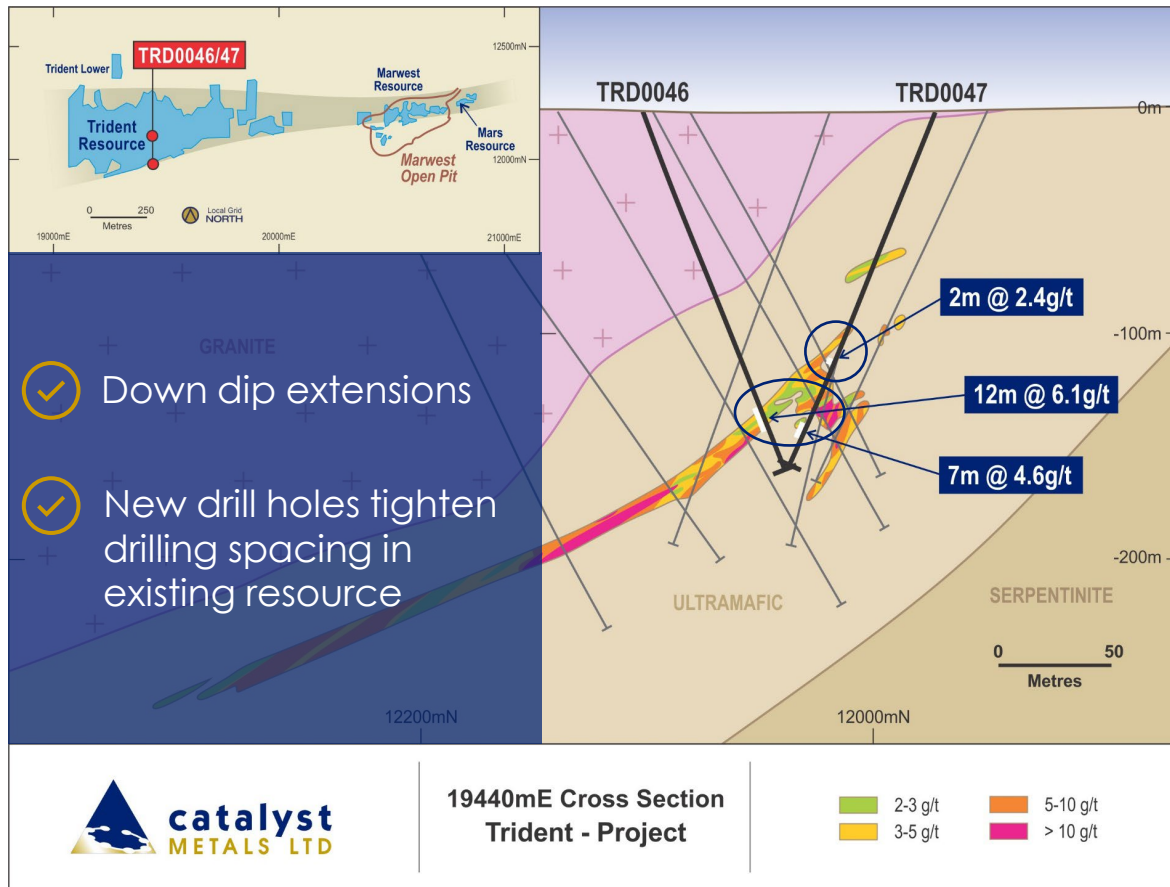 12500mN
TRD0046/47
Trident Lower
Marwest
Resource
Trident
Resource
Mars
Resource
12000mN
Marwest
Open Pit
0 250
Metres
Local Grid
NORTH
19000mE 20000mE 21000mE
TRD0046 TRD0047
0m
2m @ 2.4g/t
-100m
GRANITE
Down dip extensions
12m @ 6.1g/t
7m @ 4.6g/t
New drill holes tighten
drilling spacing in
existing resource
-200m
ULTRAMAFIC
SERPENTINITE
0 50
Metres
12200mN 12000mN
catalyst
METALS LTD
19440mE Cross Section
Trident - Project
2-3 g/t
3-5 g/t
5-10 g/t
> 10 g/t